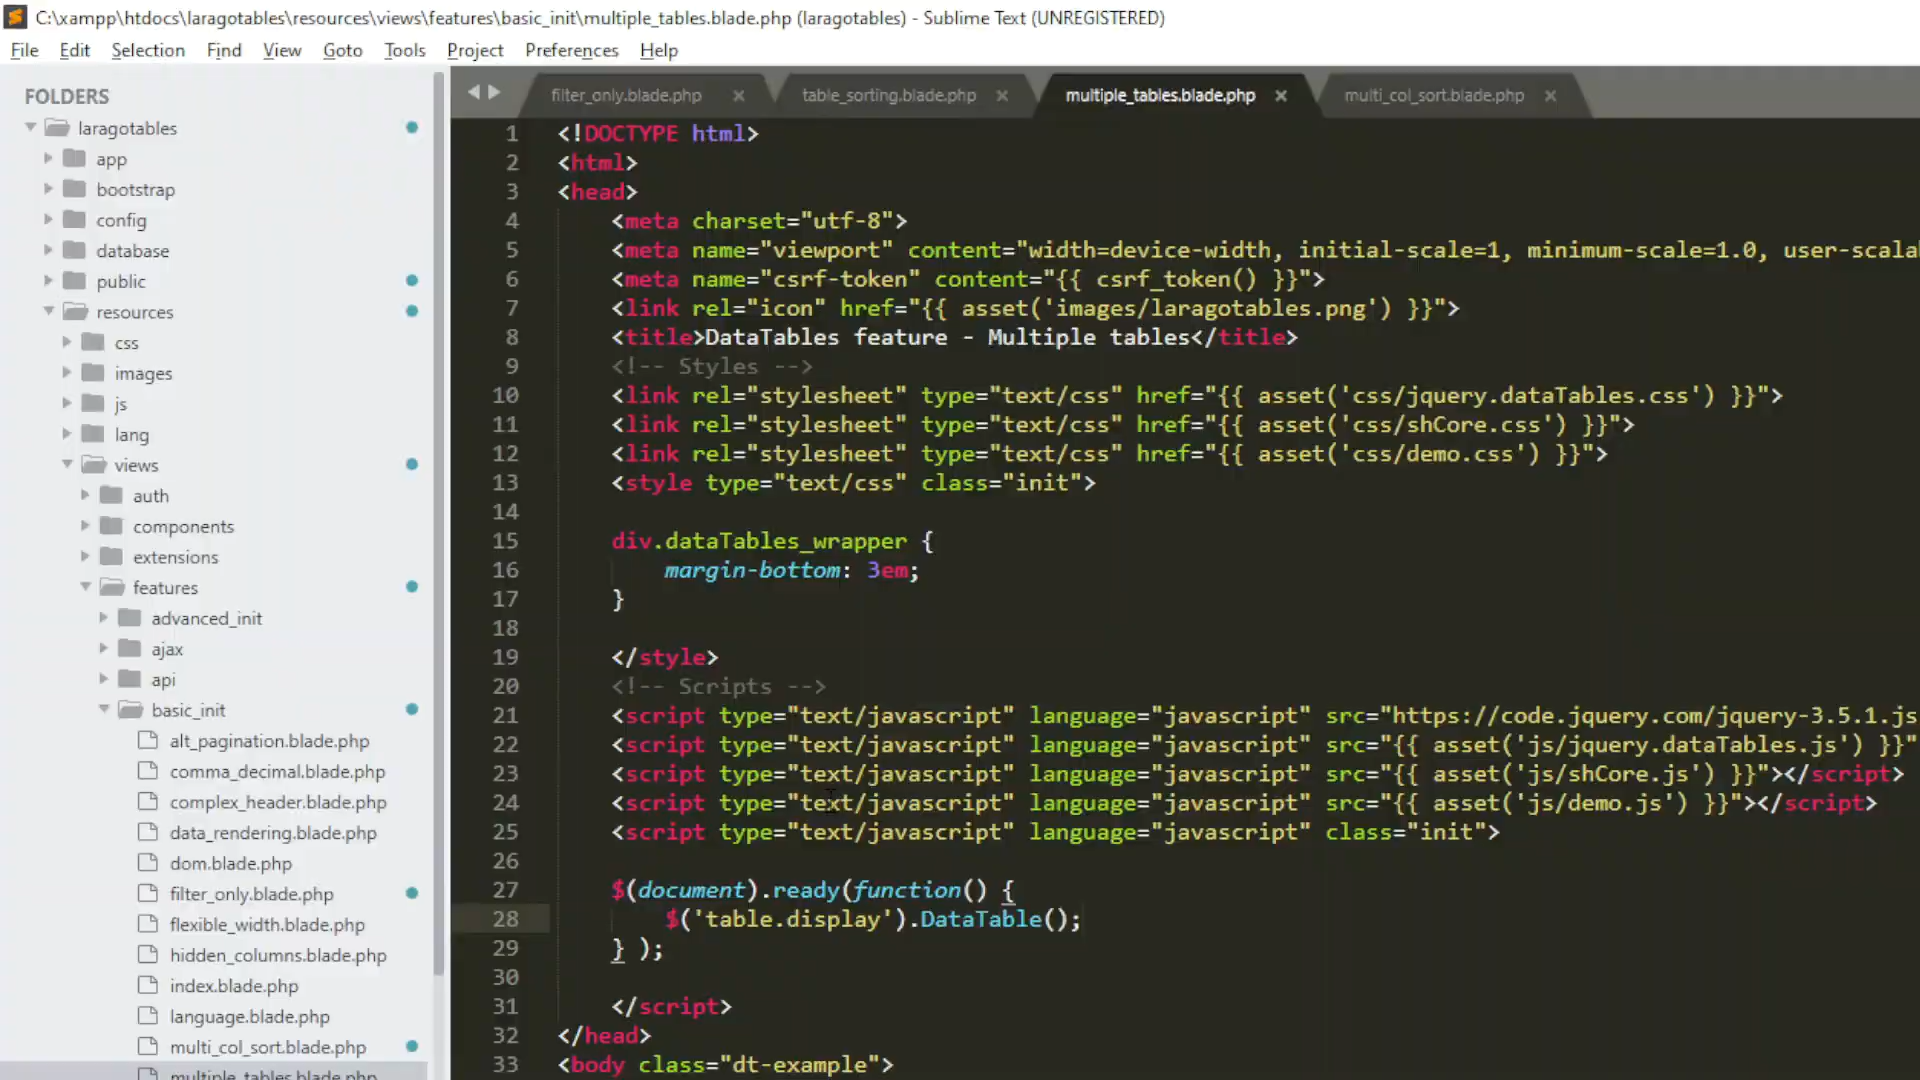 C:\xampp\htdocs\laragotables\resources\views\features\basic_init\multiple_tables.blade.php (laragotables) - Sublime Text (UNREGISTERED)
File Edit Selection Find View Goto Tools Project Preferences Help
FOLDERS
laragotables
app
bootstrap
config
database
public
resources
css
images
js
lang
views
auth
components
extensions
features
advanced_init
ajax
api
basic_init
alt_pagination.blade.php
comma_decimal.blade.php
complex_header.blade.php
data_rendering.blade.php
dom.blade.php
filter_only.blade.php
flexible_width.blade.php
hidden_columns.blade.php
index.blade.php
language.blade.php
multi_col_sort.blade.php
multiple_tables.blade.php
filter_only.blade.php × table_sorting.blade.php × multiple_tables.blade.php × multi_col_sort.blade.php ×
1 <!DOCTYPE html>
2 <html>
3 <head>
4 <meta charset="utf-8">
5 <meta name="viewport" content="width=device-width, initial-scale=1, minimum-scale=1.0, user-scala
6 <meta name="csrf-token" content="{{ csrf_token() }}">
7 <link rel="icon" href="{{ asset('images/laragotables.png') }}">
8 <title>DataTables feature - Multiple tables</title>
9 <!-- Styles -->
10 <link rel="stylesheet" type="text/css" href="{{ asset('css/jquery.dataTables.css') }}">
11 <link rel="stylesheet" type="text/css" href="{{ asset('css/shCore.css') }}">
12 <link rel="stylesheet" type="text/css" href="{{ asset('css/demo.css') }}">
13 <style type="text/css" class="init">
14
15 div.dataTables_wrapper {
16 margin-bottom: 3em;
17 }
18
19 </style>
20 <!-- Scripts -->
21 <script type="text/javascript" language="javascript" src="https://code.jquery.com/jquery-3.5.1.js
22 <script type="text/javascript" language="javascript" src="{{ asset('js/jquery.dataTables.js') }}"
23 <script type="text/javascript" language="javascript" src="{{ asset('js/shCore.js') }}"></script>
24 <script type="text/javascript" language="javascript" src="{{ asset('js/demo.js') }}"></script>
25 <script type="text/javascript" language="javascript" class="init">
26
27 $(document).ready(function() {
28 $('table.display').DataTable();
29 } );
30
31 </script>
32 </head>
33 <body class="dt-example">